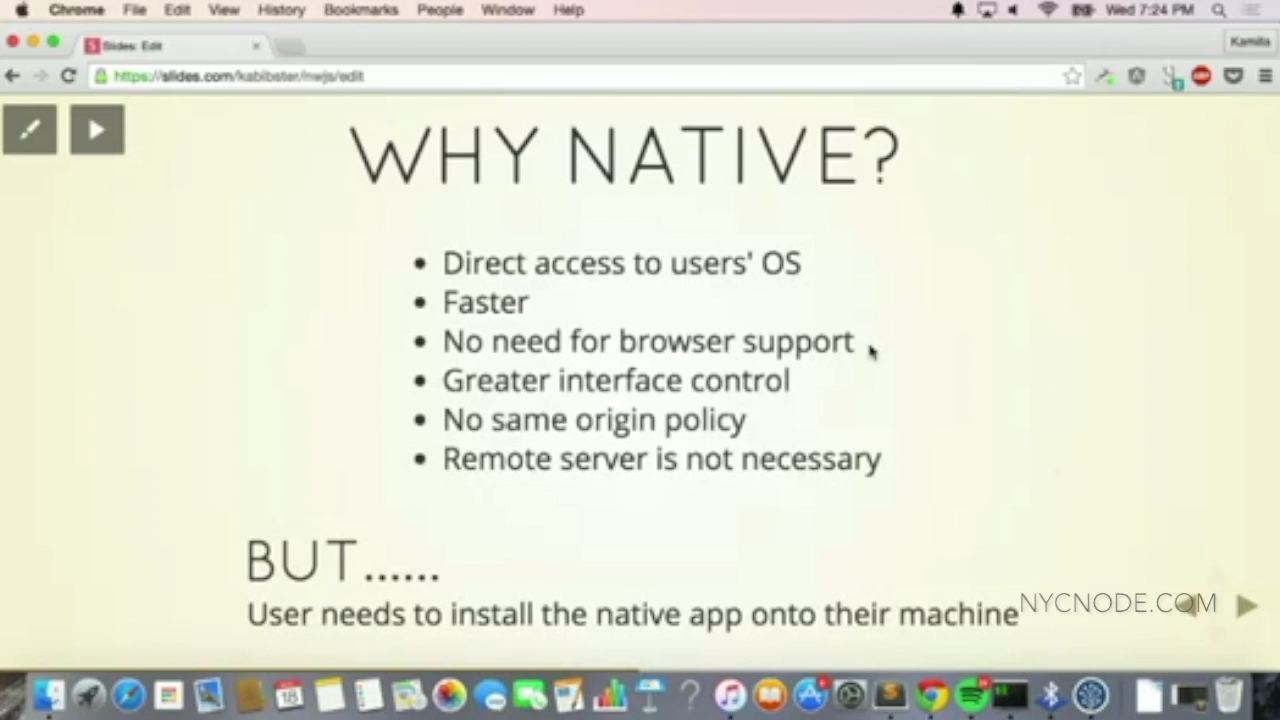 Chrome File Edit View History Bookmarks People Window Help Wed 7:24 PM
Slides: Edit Kamilla
https://slides.com/kabibster/nwjs/edit
WHY NATIVE?
• Direct access to users' OS
• Faster
• No need for browser support
• Greater interface control
• No same origin policy
• Remote server is not necessary
BUT......
NYCNODE.COM
User needs to install the native app onto their machine
18